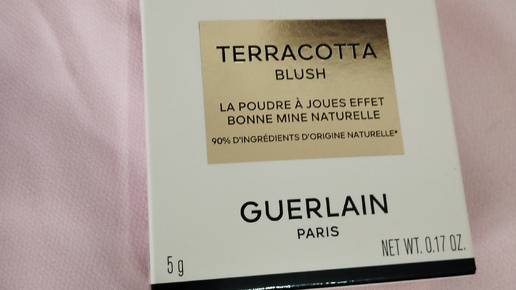 TERRACOTTA
BLUSH
LA POUDRE À JOUES EFFET
BONNE MINE NATURELLE
90% D'INGRÉDIENTS D'ORIGINE NATURELLE*
GUERLAIN
PARIS
5 g
NET WT. 0.17 OZ.